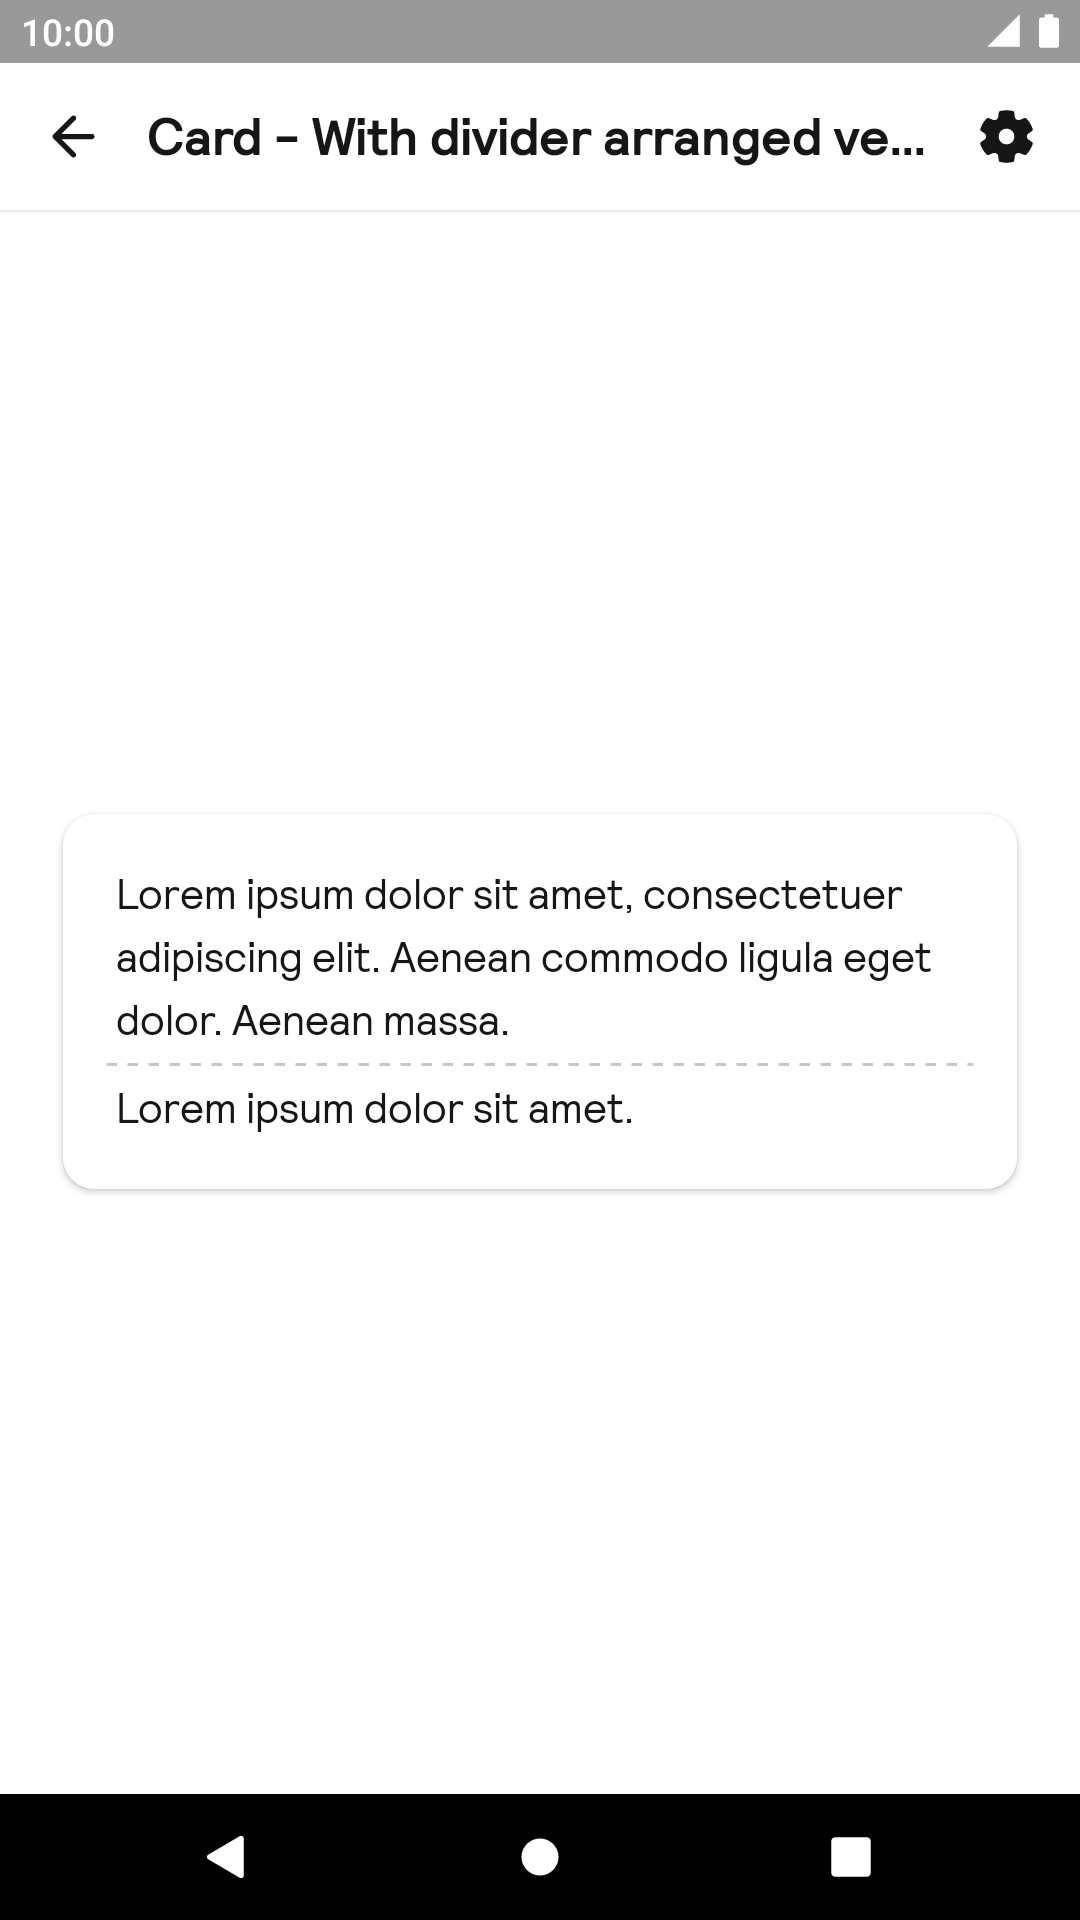 10:00
Card - With divider arranged ve...
Lorem ipsum dolor sit amet, consectetuer
adipiscing elit. Aenean commodo ligula eget
dolor. Aenean massa.
Lorem ipsum dolor sit amet.